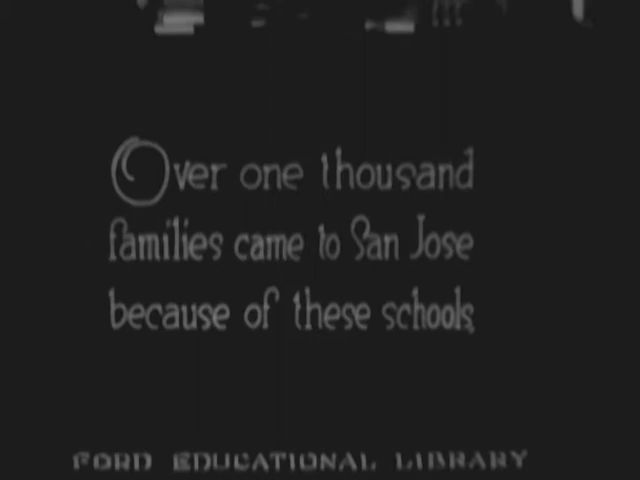 Over one thousand
families came to San Jose
because of these schools
FORD EDUCATIONAL LIBRARY